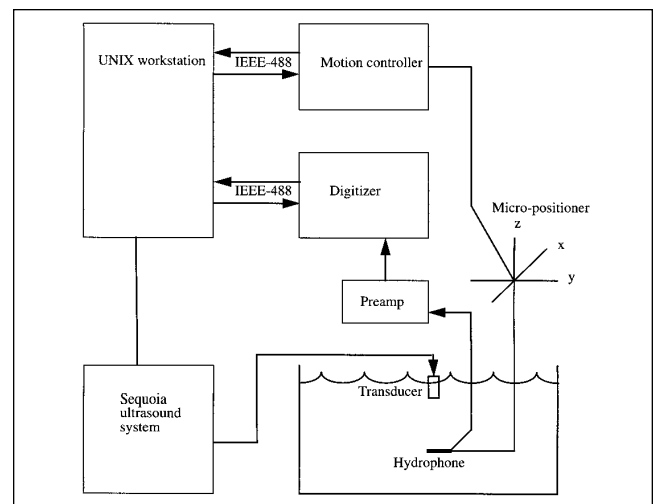 UNIX workstation
IEEE-488
Motion controller
IEEE-488
Digitizer
Micro-positioner
z
x
y
Preamp
Sequoia
ultrasound
system
Transducer
Hydrophone